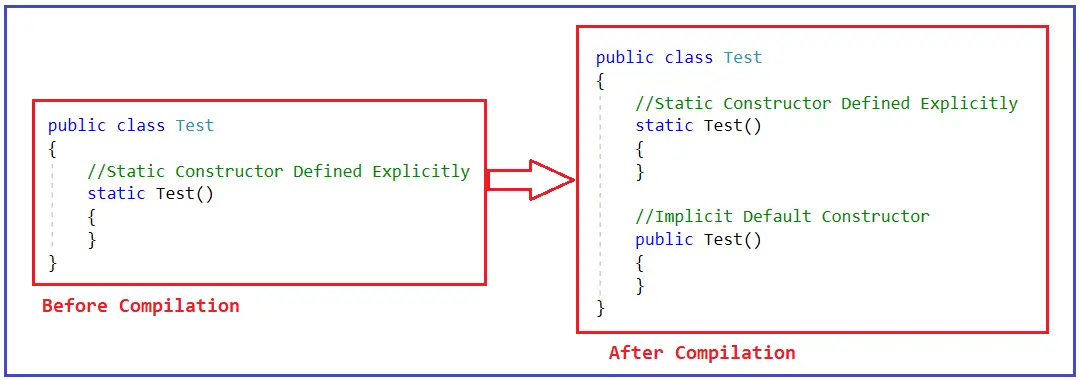 public class Test
{
//Static Constructor Defined Explicitly
static Test()
{
}
}
Before Compilation
public class Test
{
//Static Constructor Defined Explicitly
static Test()
{
}
//Implicit Default Constructor
public Test()
{
}
}
After Compilation